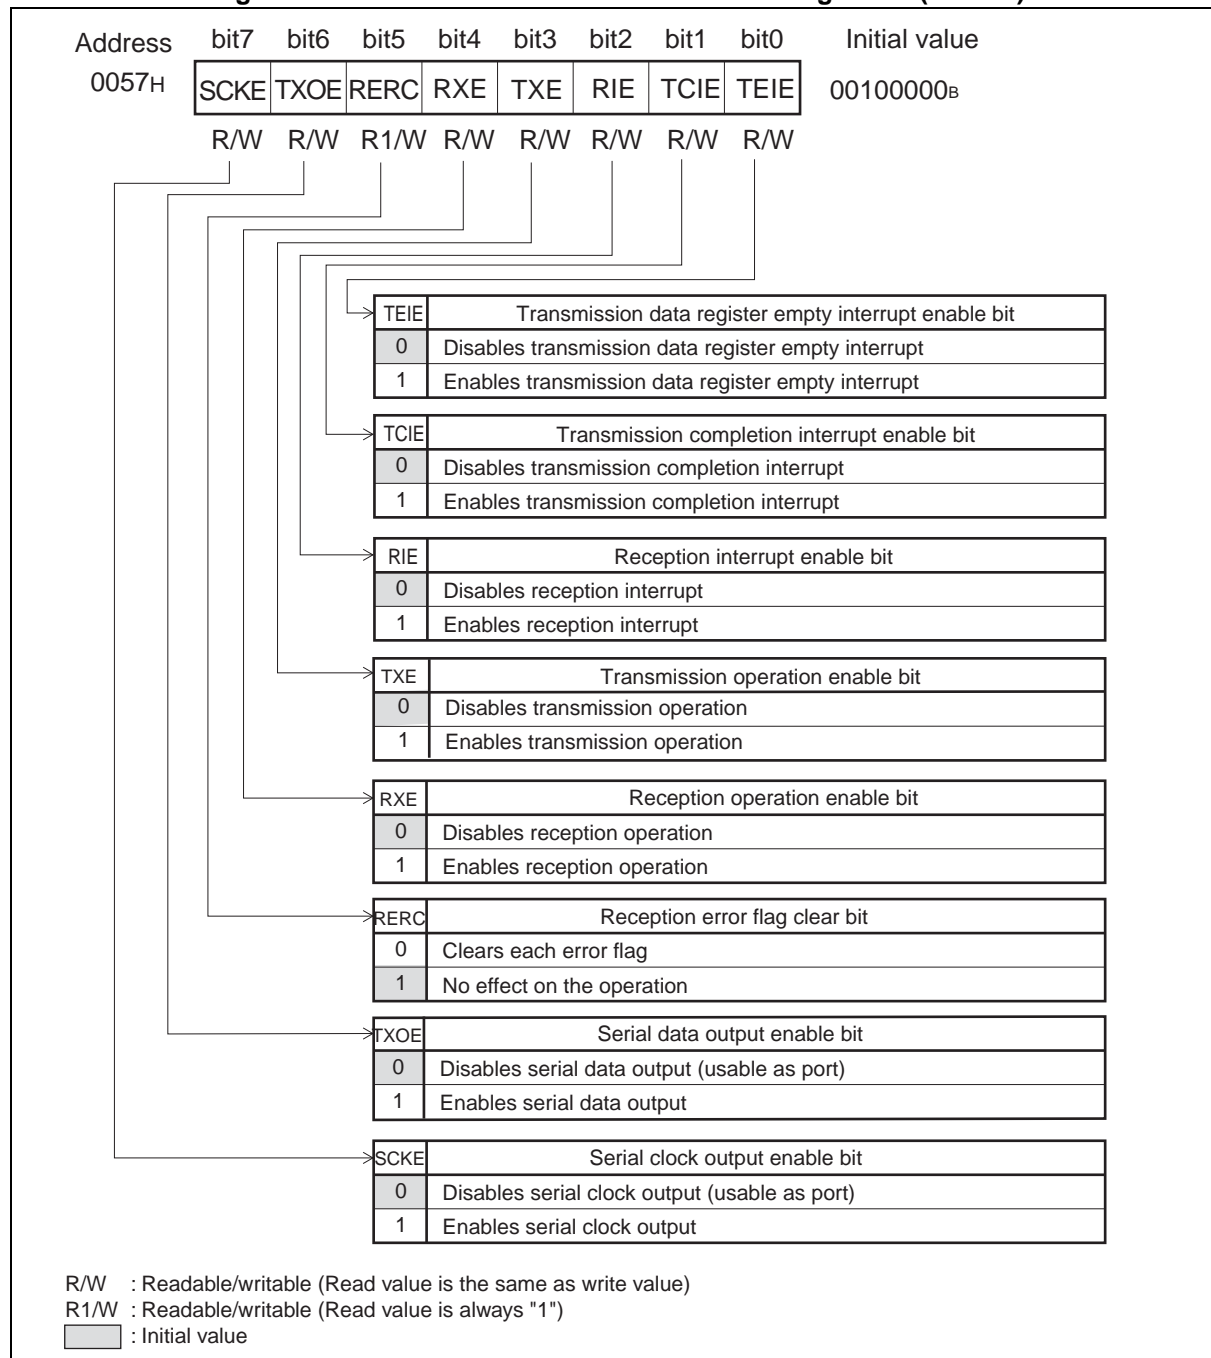 Address bit7 bit6 bit5 bit4 bit3 bit2 bit1 bit0 Initial value
0057H SCKE TXOE RERC RXE TXE RIE TCIE TEIE 00100000B
R/W R/W R1/W R/W R/W R/W R/W R/W
TEIE Transmission data register empty interrupt enable bit
0 Disables transmission data register empty interrupt
1 Enables transmission data register empty interrupt
TCIE Transmission completion interrupt enable bit
0 Disables transmission completion interrupt
1 Enables transmission completion interrupt
RIE Reception interrupt enable bit
0 Disables reception interrupt
1 Enables reception interrupt
TXE Transmission operation enable bit
0 Disables transmission operation
1 Enables transmission operation
RXE Reception operation enable bit
0 Disables reception operation
1 Enables reception operation
RERC Reception error flag clear bit
0 Clears each error flag
1 No effect on the operation
TXOE Serial data output enable bit
0 Disables serial data output (usable as port)
1 Enables serial data output
SCKE Serial clock output enable bit
0 Disables serial clock output (usable as port)
1 Enables serial clock output
R/W : Readable/writable (Read value is the same as write value)
R1/W : Readable/writable (Read value is always "1")
: Initial value